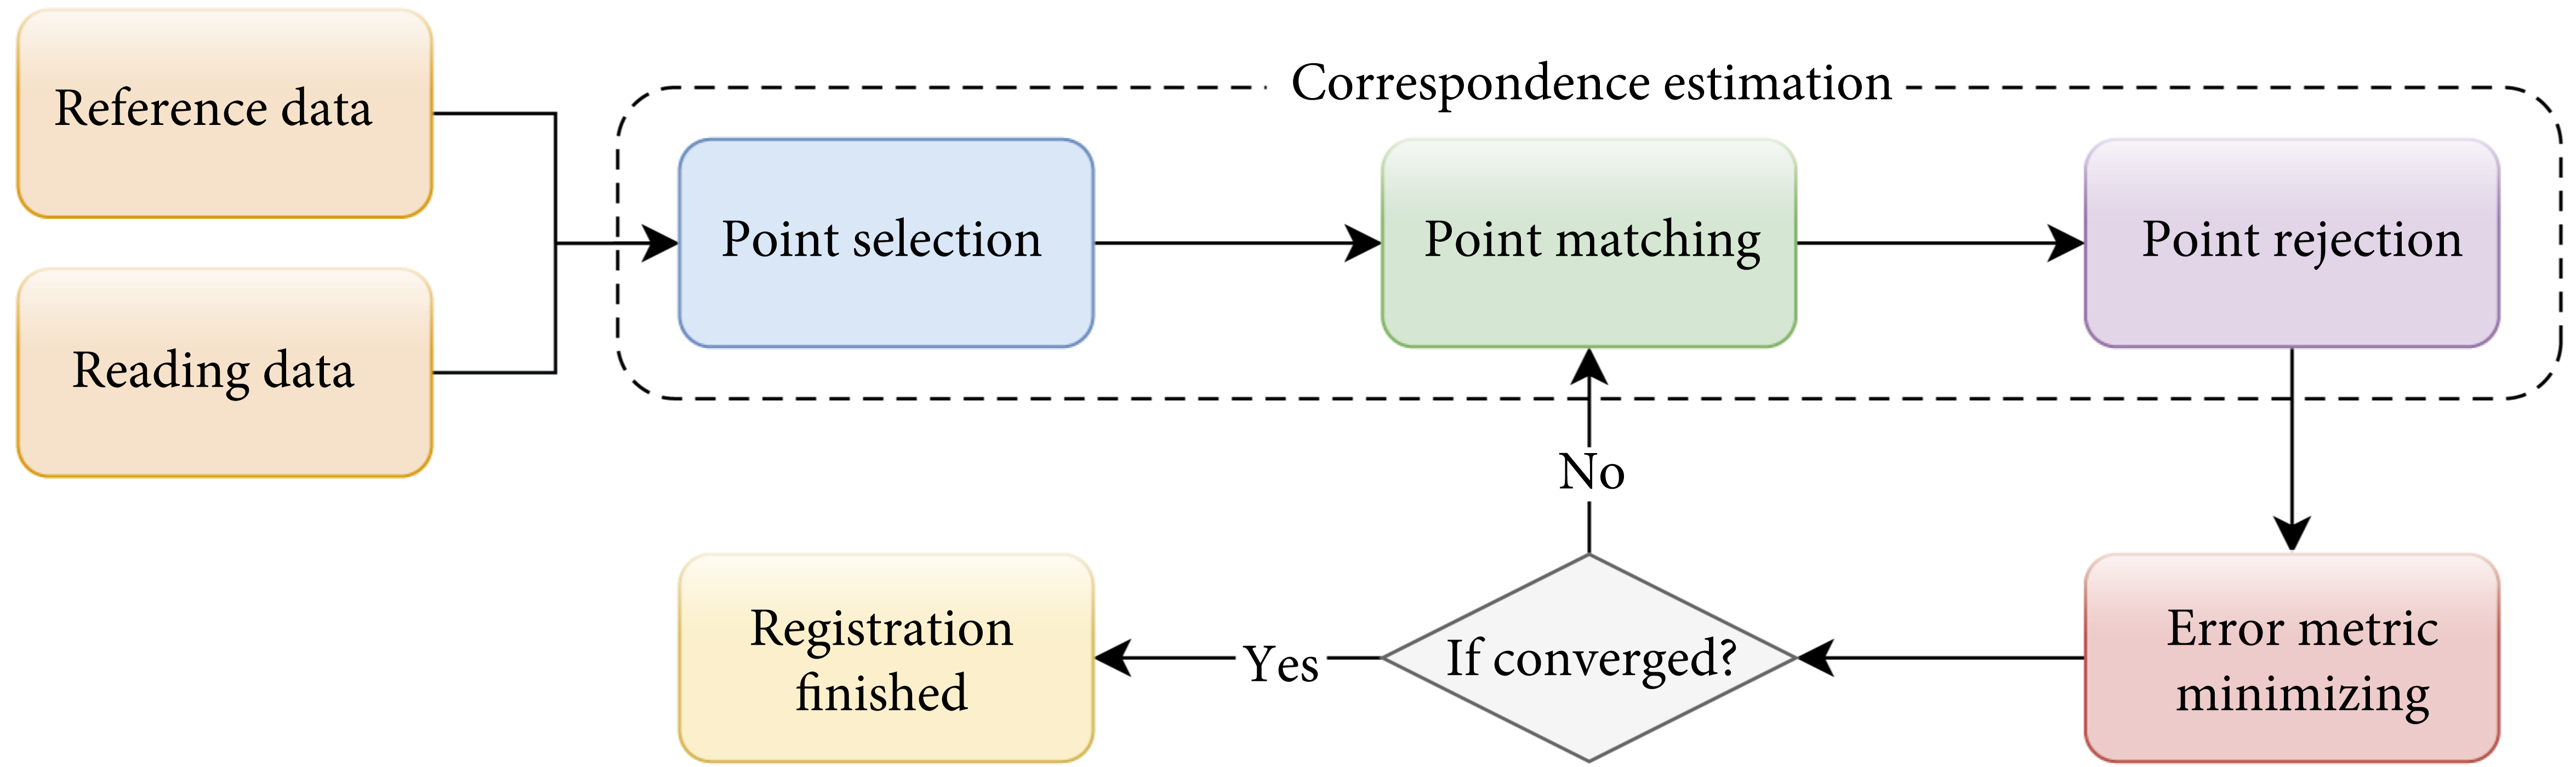 Reference data
Reading data
Correspondence estimation
Point selection
Point matching
Point rejection
No
Registration
finished
Yes
If converged?
Error metric
minimizing